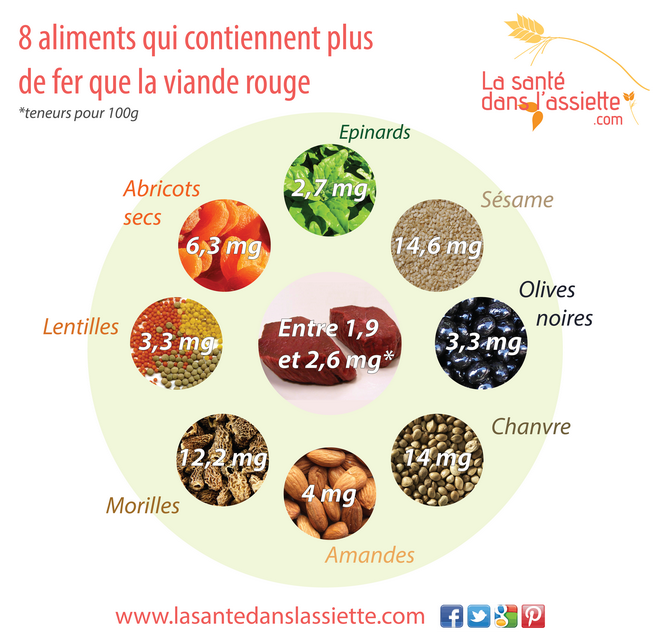 8 aliments qui contiennent plus
de fer que la viande rouge
*teneurs pour 100g
La santé
dans l'assiette
.com
Epinards
2,7 mg
Abricots
secs
6,3 mg
Sésame
14,6 mg
Olives
noires
3,3 mg
Lentilles
3,3 mg
Entre 1,9
et 2,6 mg*
Chanvre
14 mg
Morilles
12,2 mg
4 mg
Amandes
www.lasantedanslassiette.com